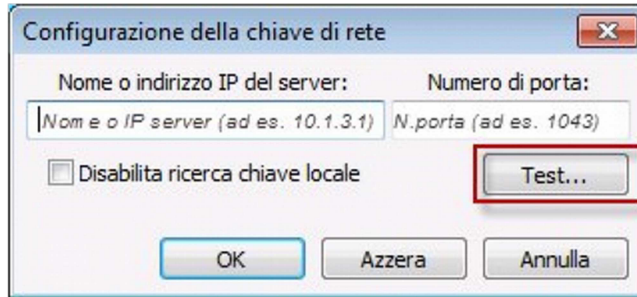 Configurazione della chiave di rete
Nome o indirizzo IP del server: Numero di porta:
Nome o IP server (ad es. 10.1.3.1) N.porta (ad es. 1043)
Disabilita ricerca chiave locale Test...
OK Azzera Annulla